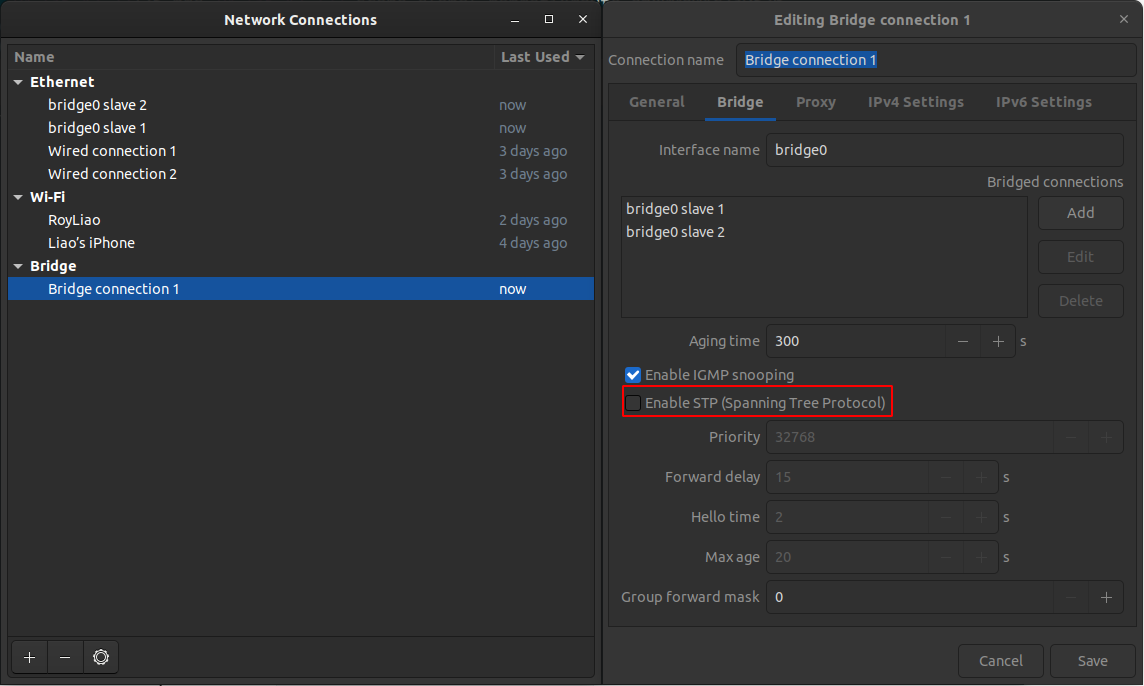 Network Connections
Name Last Used
Ethernet
bridge0 slave 2 now
bridge0 slave 1 now
Wired connection 1 3 days ago
Wired connection 2 3 days ago
Wi-Fi
RoyLiao 2 days ago
Liao’s iPhone 4 days ago
Bridge
Bridge connection 1 now
Editing Bridge connection 1
Connection name Bridge connection 1
General Bridge Proxy IPv4 Settings IPv6 Settings
Interface name bridge0
Bridged connections
bridge0 slave 1
bridge0 slave 2
Add
Edit
Delete
Aging time 300 s
Enable IGMP snooping
Enable STP (Spanning Tree Protocol)
Priority 32768
Forward delay 15 s
Hello time 2 s
Max age 20 s
Group forward mask 0
Cancel Save